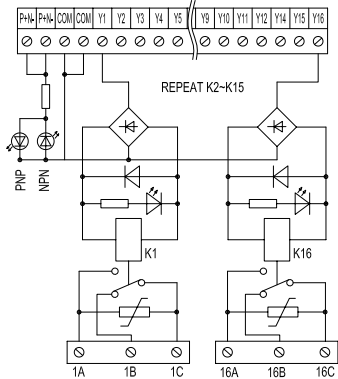 P+N- P+N- COM COM Y1 Y2 Y3 Y4 Y5 Y9 Y10 Y11 Y12 Y14 Y15 Y16
REPEAT K2~K15
PNP NPN
K1 K16
1A 1B 1C 16A 16B 16C